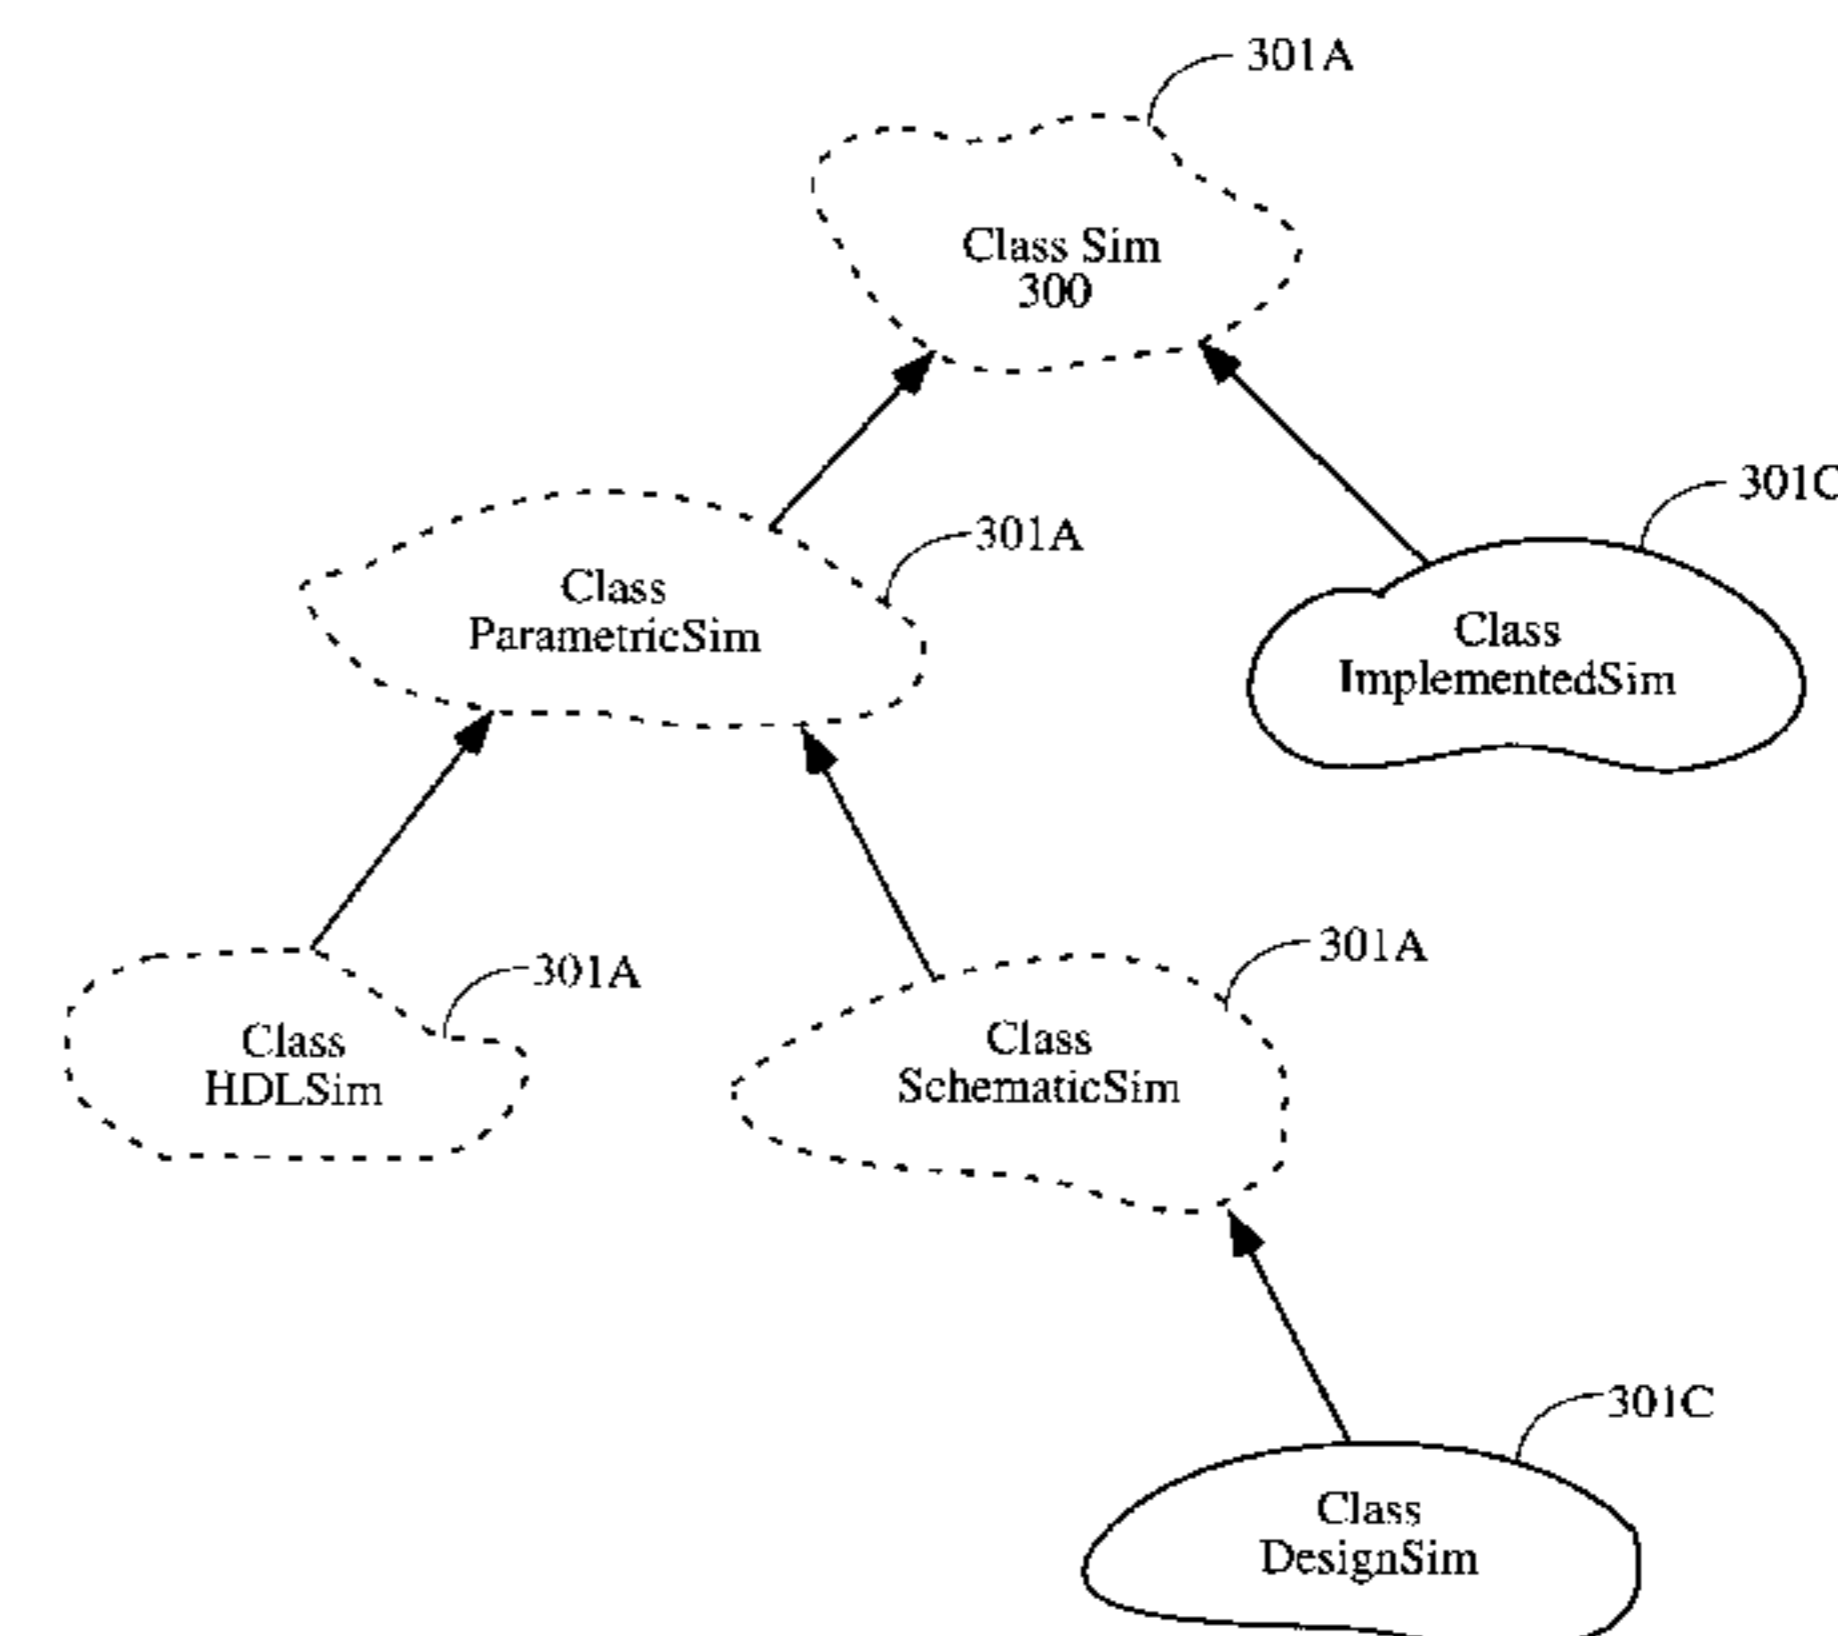 301A
Class Sim
300
301C
301A
Class
ParametricSim
Class
ImplementedSim
301A
301A
Class
HDLSim
Class
SchematicSim
301C
Class
DesignSim